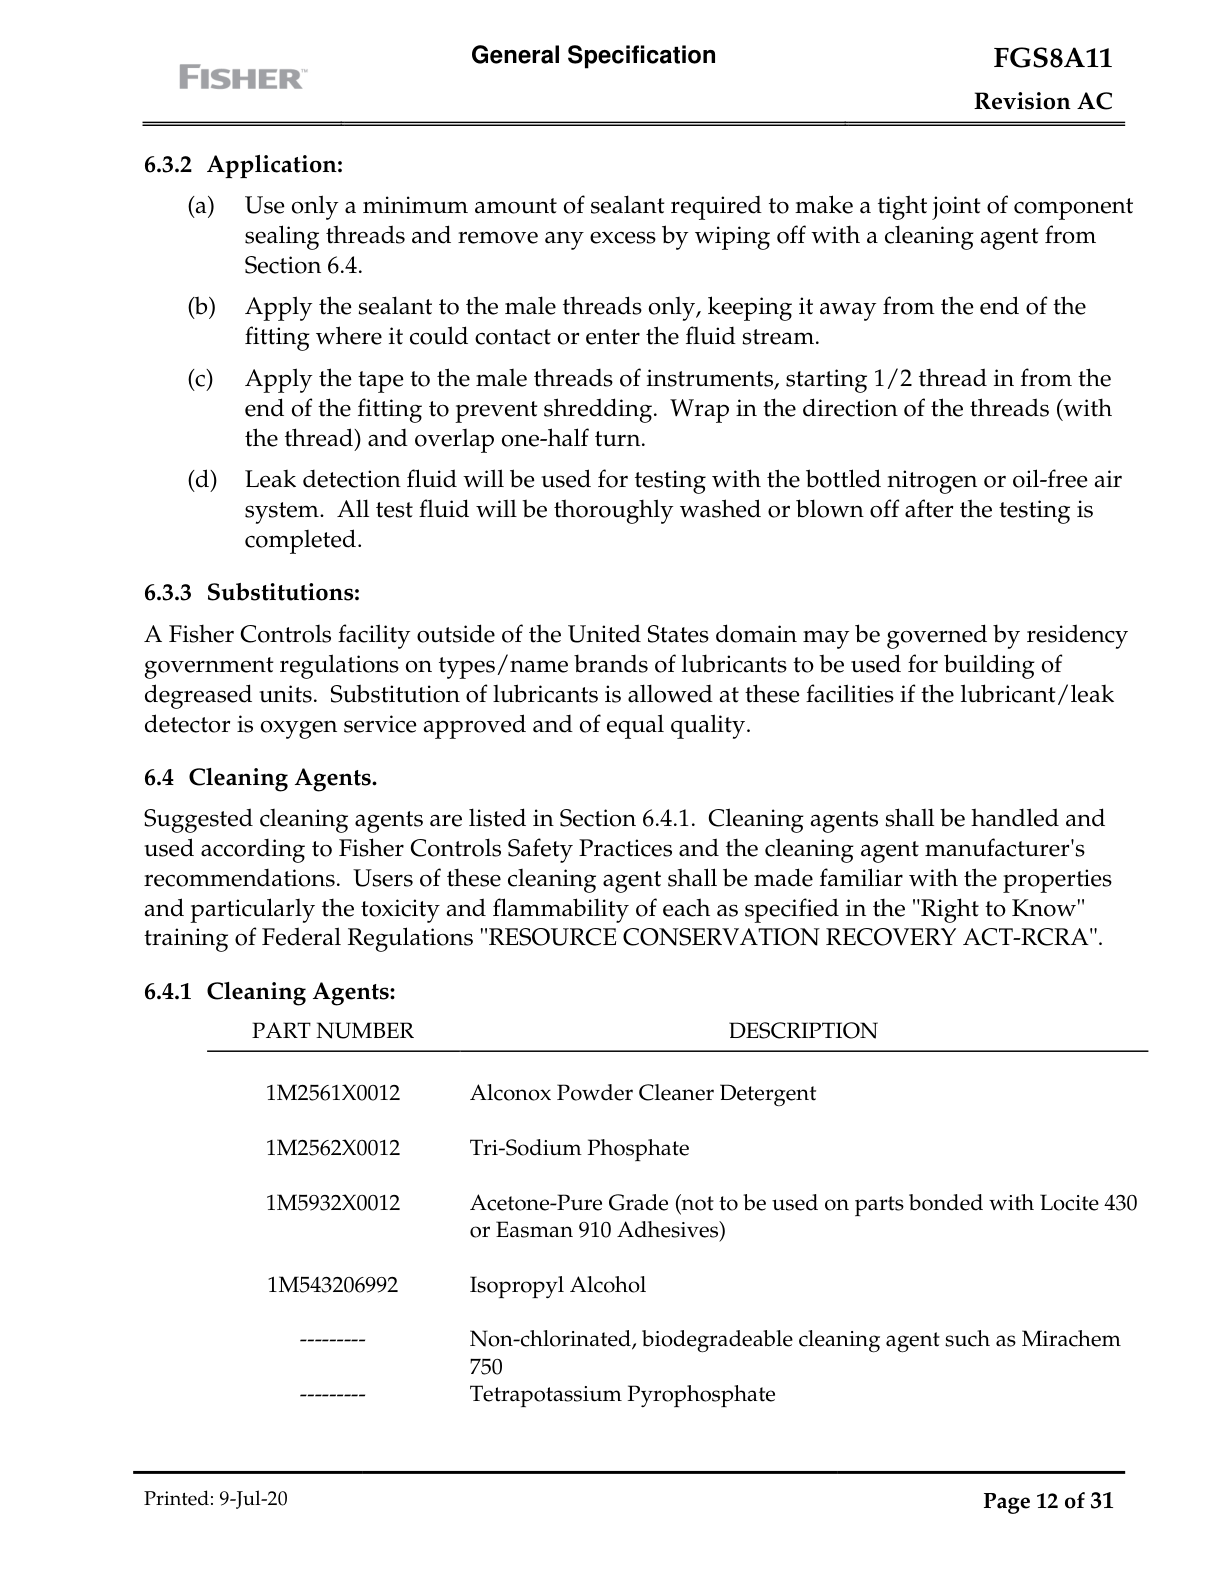 FISHER™
General Specification
FGS8A11
Revision AC
6.3.2 Application:
(a) Use only a minimum amount of sealant required to make a tight joint of component
sealing threads and remove any excess by wiping off with a cleaning agent from
Section 6.4.
(b) Apply the sealant to the male threads only, keeping it away from the end of the
fitting where it could contact or enter the fluid stream.
(c) Apply the tape to the male threads of instruments, starting 1/2 thread in from the
end of the fitting to prevent shredding.  Wrap in the direction of the threads (with
the thread) and overlap one-half turn.
(d) Leak detection fluid will be used for testing with the bottled nitrogen or oil-free air
system.  All test fluid will be thoroughly washed or blown off after the testing is
completed.
6.3.3 Substitutions:
A Fisher Controls facility outside of the United States domain may be governed by residency
government regulations on types/name brands of lubricants to be used for building of
degreased units.  Substitution of lubricants is allowed at these facilities if the lubricant/leak
detector is oxygen service approved and of equal quality.
6.4 Cleaning Agents.
Suggested cleaning agents are listed in Section 6.4.1.  Cleaning agents shall be handled and
used according to Fisher Controls Safety Practices and the cleaning agent manufacturer's
recommendations.  Users of these cleaning agent shall be made familiar with the properties
and particularly the toxicity and flammability of each as specified in the "Right to Know"
training of Federal Regulations "RESOURCE CONSERVATION RECOVERY ACT-RCRA".
6.4.1 Cleaning Agents:
PART NUMBER DESCRIPTION
1M2561X0012 Alconox Powder Cleaner Detergent
1M2562X0012 Tri-Sodium Phosphate
1M5932X0012 Acetone-Pure Grade (not to be used on parts bonded with Locite 430
or Easman 910 Adhesives)
1M543206992 Isopropyl Alcohol
--------- Non-chlorinated, biodegradeable cleaning agent such as Mirachem
750
--------- Tetrapotassium Pyrophosphate
Printed: 9-Jul-20
Page 12 of 31